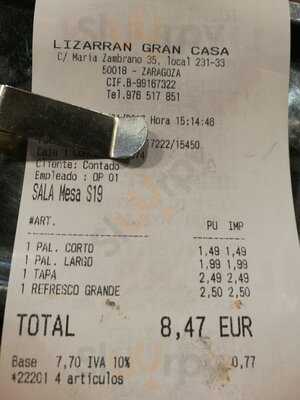 LIZARRAN GRAN CASA
C/ Maria Zambrano 35, local 231-33
50018 - ZARAGOZA
CIF.B-99167322
Tel.976 517 851
Hora 15:14:48
17222/15450
Cliente: Contado
Empleado : OP 01
SALA Mesa S19
#ART. PU IMP
1 PAL. CORTO 1,49 1,49
1 PAL. LARGO 1,99 1,99
1 TAPA 2,49 2,49
1 REFRESCO GRANDE 2,50 2,50
TOTAL 8,47 EUR
Base 7,70 IVA 10% 0,77
*22201 4 articulos